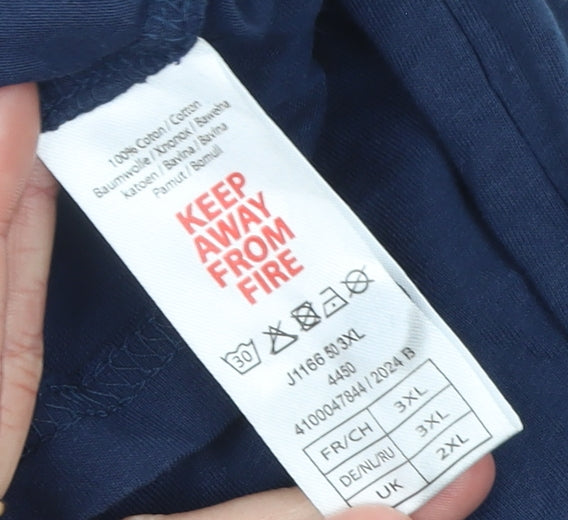 100% Coton / Cotton
Baumwolle / Хлопок / Bawełna
Katoen / Bavlna / Bavlna
Pamut / Bomull
KEEP
AWAY
FROM
FIRE
30
J1166 50 3XL
4450
4100047844 / 2024 B
FR/CH 3XL
DE/NL/RU 3XL
UK 2XL